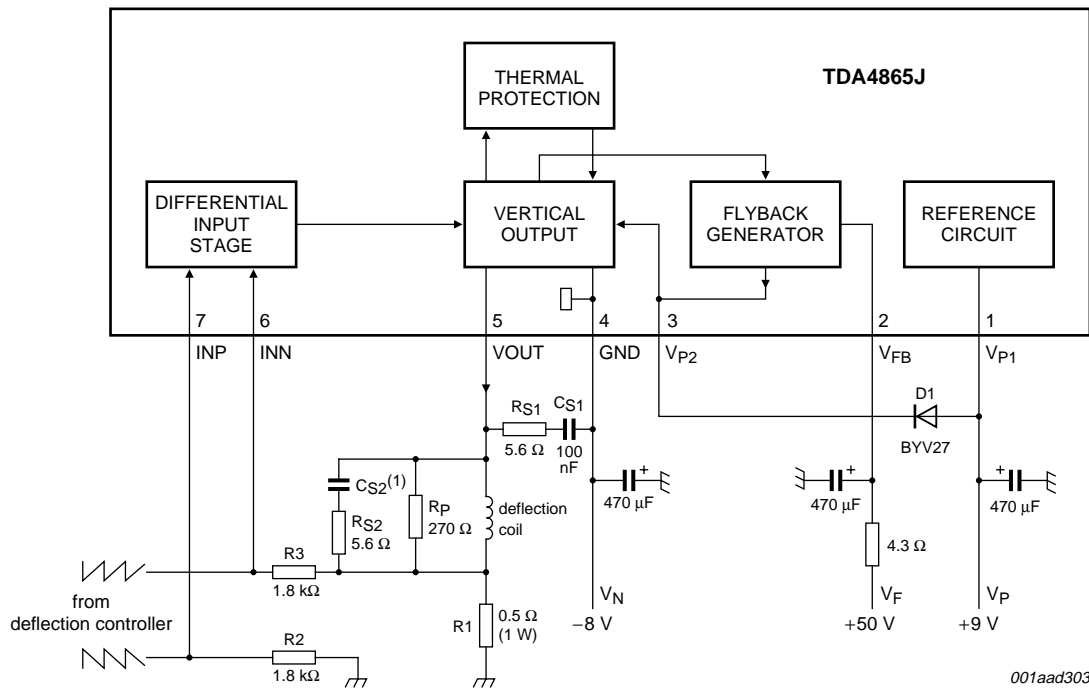 TDA4865J
THERMAL
PROTECTION
DIFFERENTIAL
INPUT
STAGE
VERTICAL
OUTPUT
FLYBACK
GENERATOR
REFERENCE
CIRCUIT
7 6 5 4 3 2 1
INP INN VOUT GND VP2 VFB VP1
D1
BYV27
RS1
5.6 Ω
CS1
100
nF
CS2(1)
RS2
5.6 Ω
RP
270 Ω
deflection
coil
470 µF
+
470 µF
+
470 µF
+
4.3 Ω
R3
1.8 kΩ
from
deflection controller
R2
1.8 kΩ
R1
0.5 Ω
(1 W)
VN
−8 V
VF
+50 V
VP
+9 V
001aad303